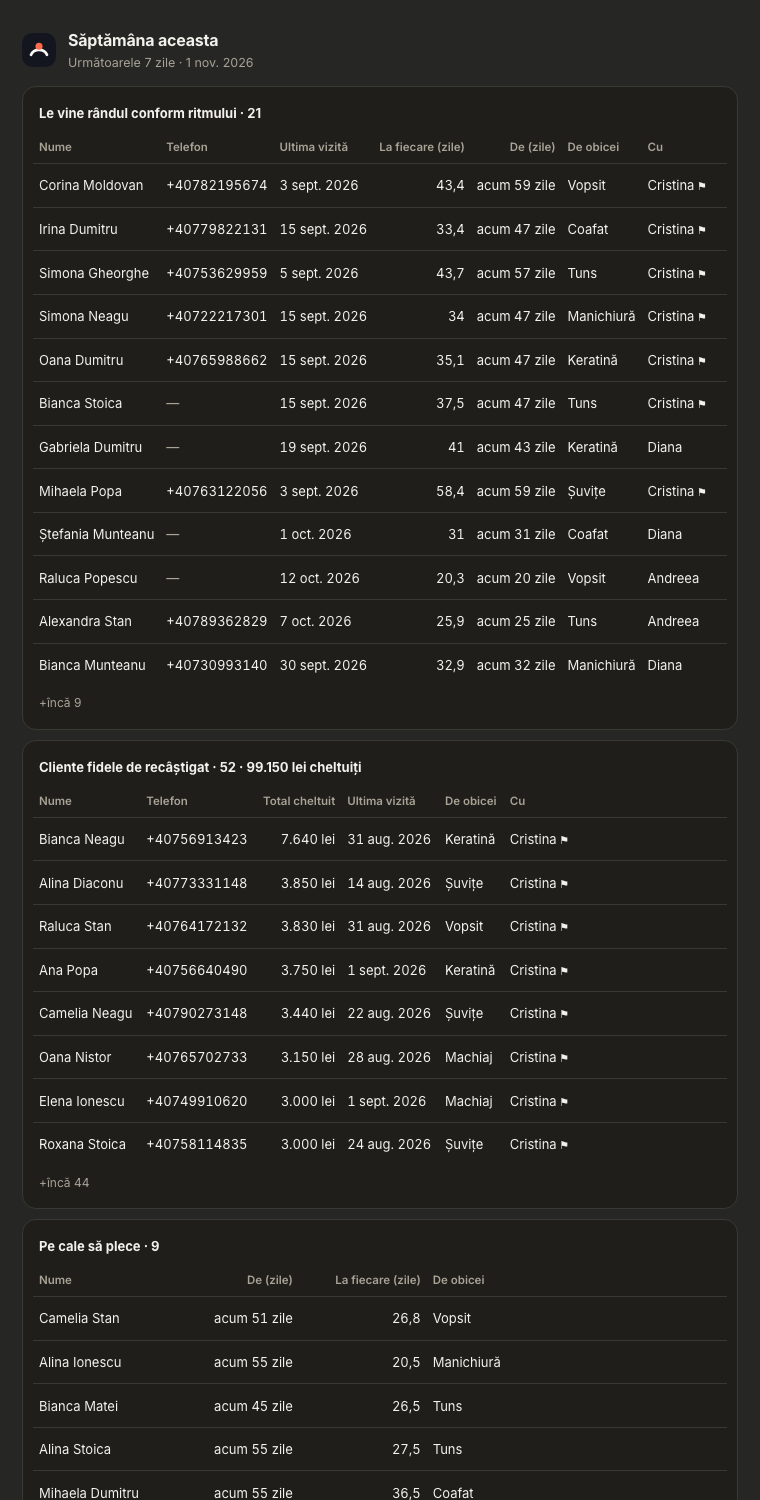 Săptămâna aceasta
Următoarele 7 zile · 1 nov. 2026
Le vine rândul conform ritmului · 21
Nume Telefon Ultima vizită La fiecare (zile) De (zile) De obicei Cu
Corina Moldovan +40782195674 3 sept. 2026 43,4 acum 59 zile Vopsit Cristina ⚑
Irina Dumitru +40779822131 15 sept. 2026 33,4 acum 47 zile Coafat Cristina ⚑
Simona Gheorghe +40753629959 5 sept. 2026 43,7 acum 57 zile Tuns Cristina ⚑
Simona Neagu +40722217301 15 sept. 2026 34 acum 47 zile Manichiură Cristina ⚑
Oana Dumitru +40765988662 15 sept. 2026 35,1 acum 47 zile Keratină Cristina ⚑
Bianca Stoica — 15 sept. 2026 37,5 acum 47 zile Tuns Cristina ⚑
Gabriela Dumitru — 19 sept. 2026 41 acum 43 zile Keratină Diana
Mihaela Popa +40763122056 3 sept. 2026 58,4 acum 59 zile Șuvițe Cristina ⚑
Ștefania Munteanu — 1 oct. 2026 31 acum 31 zile Coafat Diana
Raluca Popescu — 12 oct. 2026 20,3 acum 20 zile Vopsit Andreea
Alexandra Stan +40789362829 7 oct. 2026 25,9 acum 25 zile Tuns Andreea
Bianca Munteanu +40730993140 30 sept. 2026 32,9 acum 32 zile Manichiură Diana
+încă 9
Cliente fidele de recâștigat · 52 · 99.150 lei cheltuiți
Nume Telefon Total cheltuit Ultima vizită De obicei Cu
Bianca Neagu +40756913423 7.640 lei 31 aug. 2026 Keratină Cristina ⚑
Alina Diaconu +40773331148 3.850 lei 14 aug. 2026 Șuvițe Cristina ⚑
Raluca Stan +40764172132 3.830 lei 31 aug. 2026 Vopsit Cristina ⚑
Ana Popa +40756640490 3.750 lei 1 sept. 2026 Keratină Cristina ⚑
Camelia Neagu +40790273148 3.440 lei 22 aug. 2026 Șuvițe Cristina ⚑
Oana Nistor +40765702733 3.150 lei 28 aug. 2026 Machiaj Cristina ⚑
Elena Ionescu +40749910620 3.000 lei 1 sept. 2026 Machiaj Cristina ⚑
Roxana Stoica +40758114835 3.000 lei 24 aug. 2026 Șuvițe Cristina ⚑
+încă 44
Pe cale să plece · 9
Nume De (zile) La fiecare (zile) De obicei
Camelia Stan acum 51 zile 26,8 Vopsit
Alina Ionescu acum 55 zile 20,5 Manichiură
Bianca Matei acum 45 zile 26,5 Tuns
Alina Stoica acum 55 zile 27,5 Tuns
Mihaela Dumitru acum 55 zile 36,5 Coafat